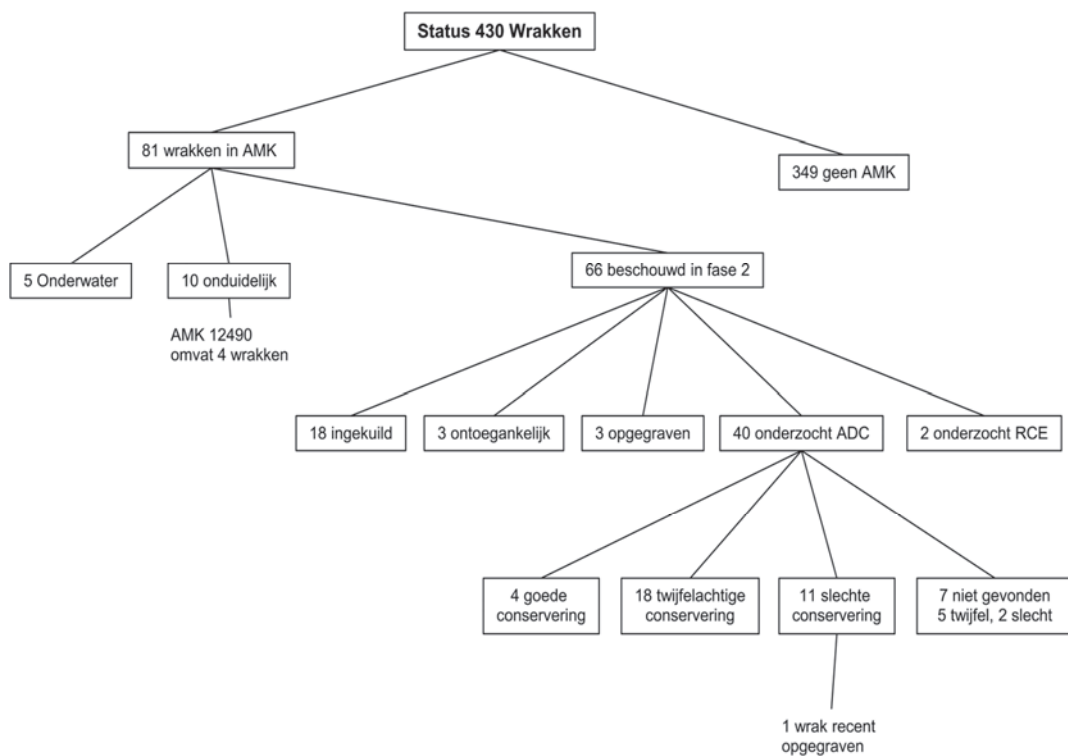 Status 430 Wrakken
81 wrakken in AMK
349 geen AMK
5 Onderwater
10 onduidelijk
66 beschouwd in fase 2
AMK 12490
omvat 4 wrakken
18 ingekuild
3 ontoegankelijk
3 opgegraven
40 onderzocht ADC
2 onderzocht RCE
4 goede
conservering
18 twijfelachtige
conservering
11 slechte
conservering
7 niet gevonden
5 twijfel, 2 slecht
1 wrak recent
opgegraven